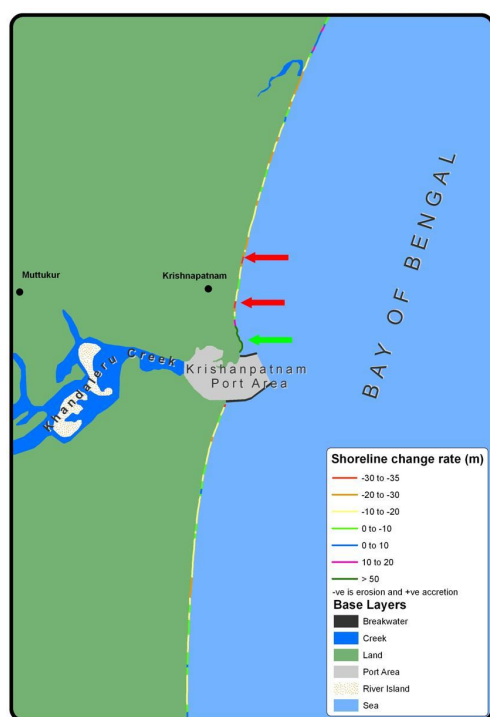 Muttukur
Krishnapatnam
Khandaleru Creek
Krishanpatnam
Port Area
BAY OF BENGAL
Shoreline change rate (m)
-30 to -35
-20 to -30
-10 to -20
0 to -10
0 to 10
10 to 20
> 50
-ve is erosion and +ve accretion
Base Layers
Breakwater
Creek
Land
Port Area
River Island
Sea